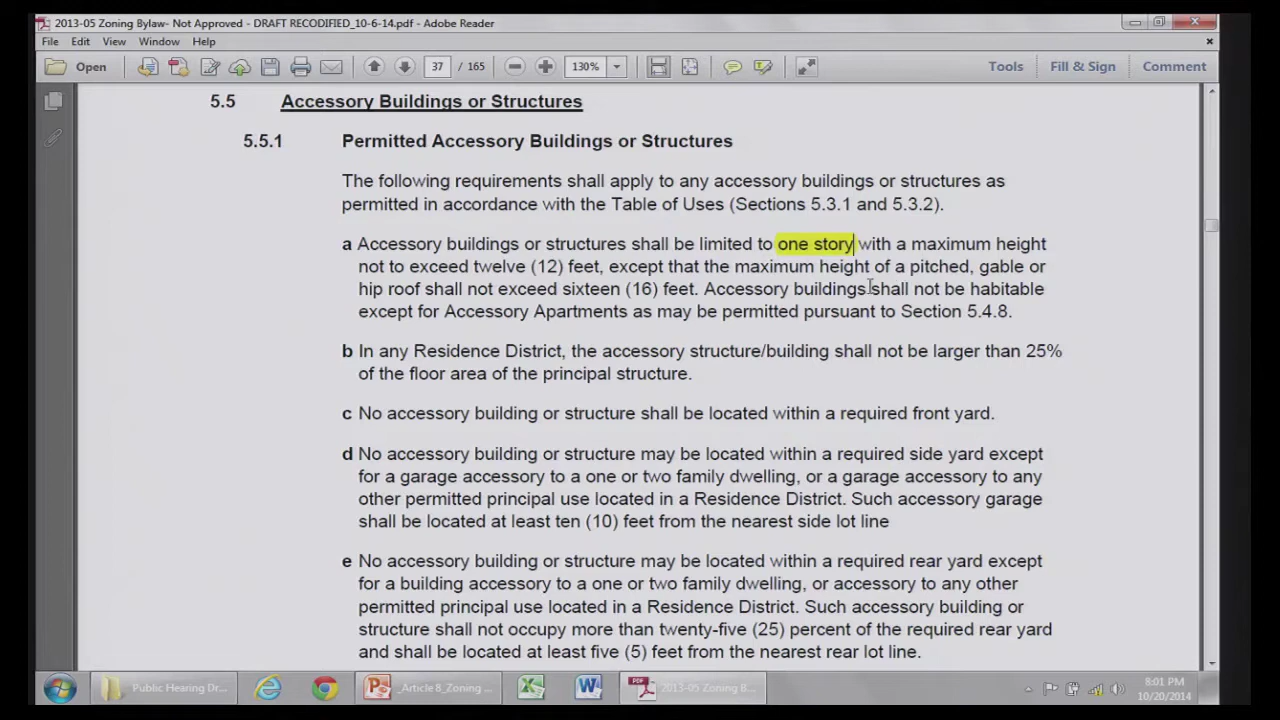 2013-05 Zoning Bylaw- Not Approved - DRAFT RECODIFIED_10-6-14.pdf - Adobe Reader
File Edit View Window Help
Open 37 / 165 130% Tools Fill & Sign Comment
5.5 Accessory Buildings or Structures
5.5.1 Permitted Accessory Buildings or Structures
The following requirements shall apply to any accessory buildings or structures as
permitted in accordance with the Table of Uses (Sections 5.3.1 and 5.3.2).
a Accessory buildings or structures shall be limited to one story with a maximum height
not to exceed twelve (12) feet, except that the maximum height of a pitched, gable or
hip roof shall not exceed sixteen (16) feet. Accessory buildings shall not be habitable
except for Accessory Apartments as may be permitted pursuant to Section 5.4.8.
b In any Residence District, the accessory structure/building shall not be larger than 25%
of the floor area of the principal structure.
c No accessory building or structure shall be located within a required front yard.
d No accessory building or structure may be located within a required side yard except
for a garage accessory to a one or two family dwelling, or a garage accessory to any
other permitted principal use located in a Residence District. Such accessory garage
shall be located at least ten (10) feet from the nearest side lot line
e No accessory building or structure may be located within a required rear yard except
for a building accessory to a one or two family dwelling, or accessory to any other
permitted principal use located in a Residence District. Such accessory building or
structure shall not occupy more than twenty-five (25) percent of the required rear yard
and shall be located at least five (5) feet from the nearest rear lot line.
Public Hearing Dr... _Article 8_Zoning ... 2013-05 Zoning B... 8:01 PM
10/20/2014